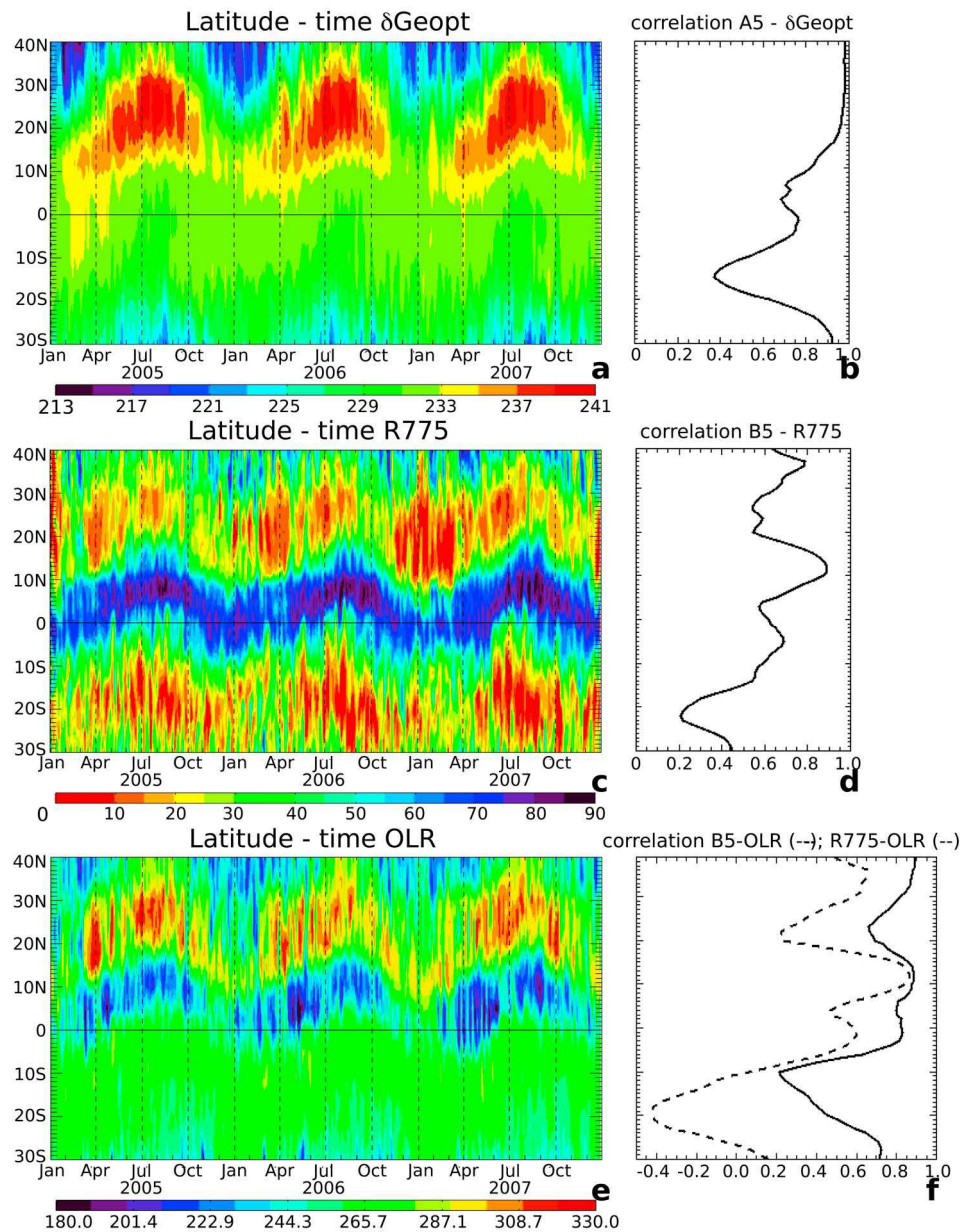 Latitude - time δGeopt
correlation A5 - δGeopt
40N
30N
20N
10N
0
10S
20S
30S
Jan Apr Jul Oct Jan Apr Jul Oct Jan Apr Jul Oct
2005 2006 2007
a
0 0.2 0.4 0.6 0.8 1.0
b
213 217 221 225 229 233 237 241
Latitude - time R775
correlation B5 - R775
40N
30N
20N
10N
0
10S
20S
30S
Jan Apr Jul Oct Jan Apr Jul Oct Jan Apr Jul Oct
2005 2006 2007
c
0 0.2 0.4 0.6 0.8 1.0
d
0 10 20 30 40 50 60 70 80 90
Latitude - time OLR
correlation B5-OLR (--); R775-OLR (--)
40N
30N
20N
10N
0
10S
20S
30S
Jan Apr Jul Oct Jan Apr Jul Oct Jan Apr Jul Oct
2005 2006 2007
e
-0.4 -0.2 0.0 0.2 0.4 0.6 0.8 1.0
f
180.0 201.4 222.9 244.3 265.7 287.1 308.7 330.0